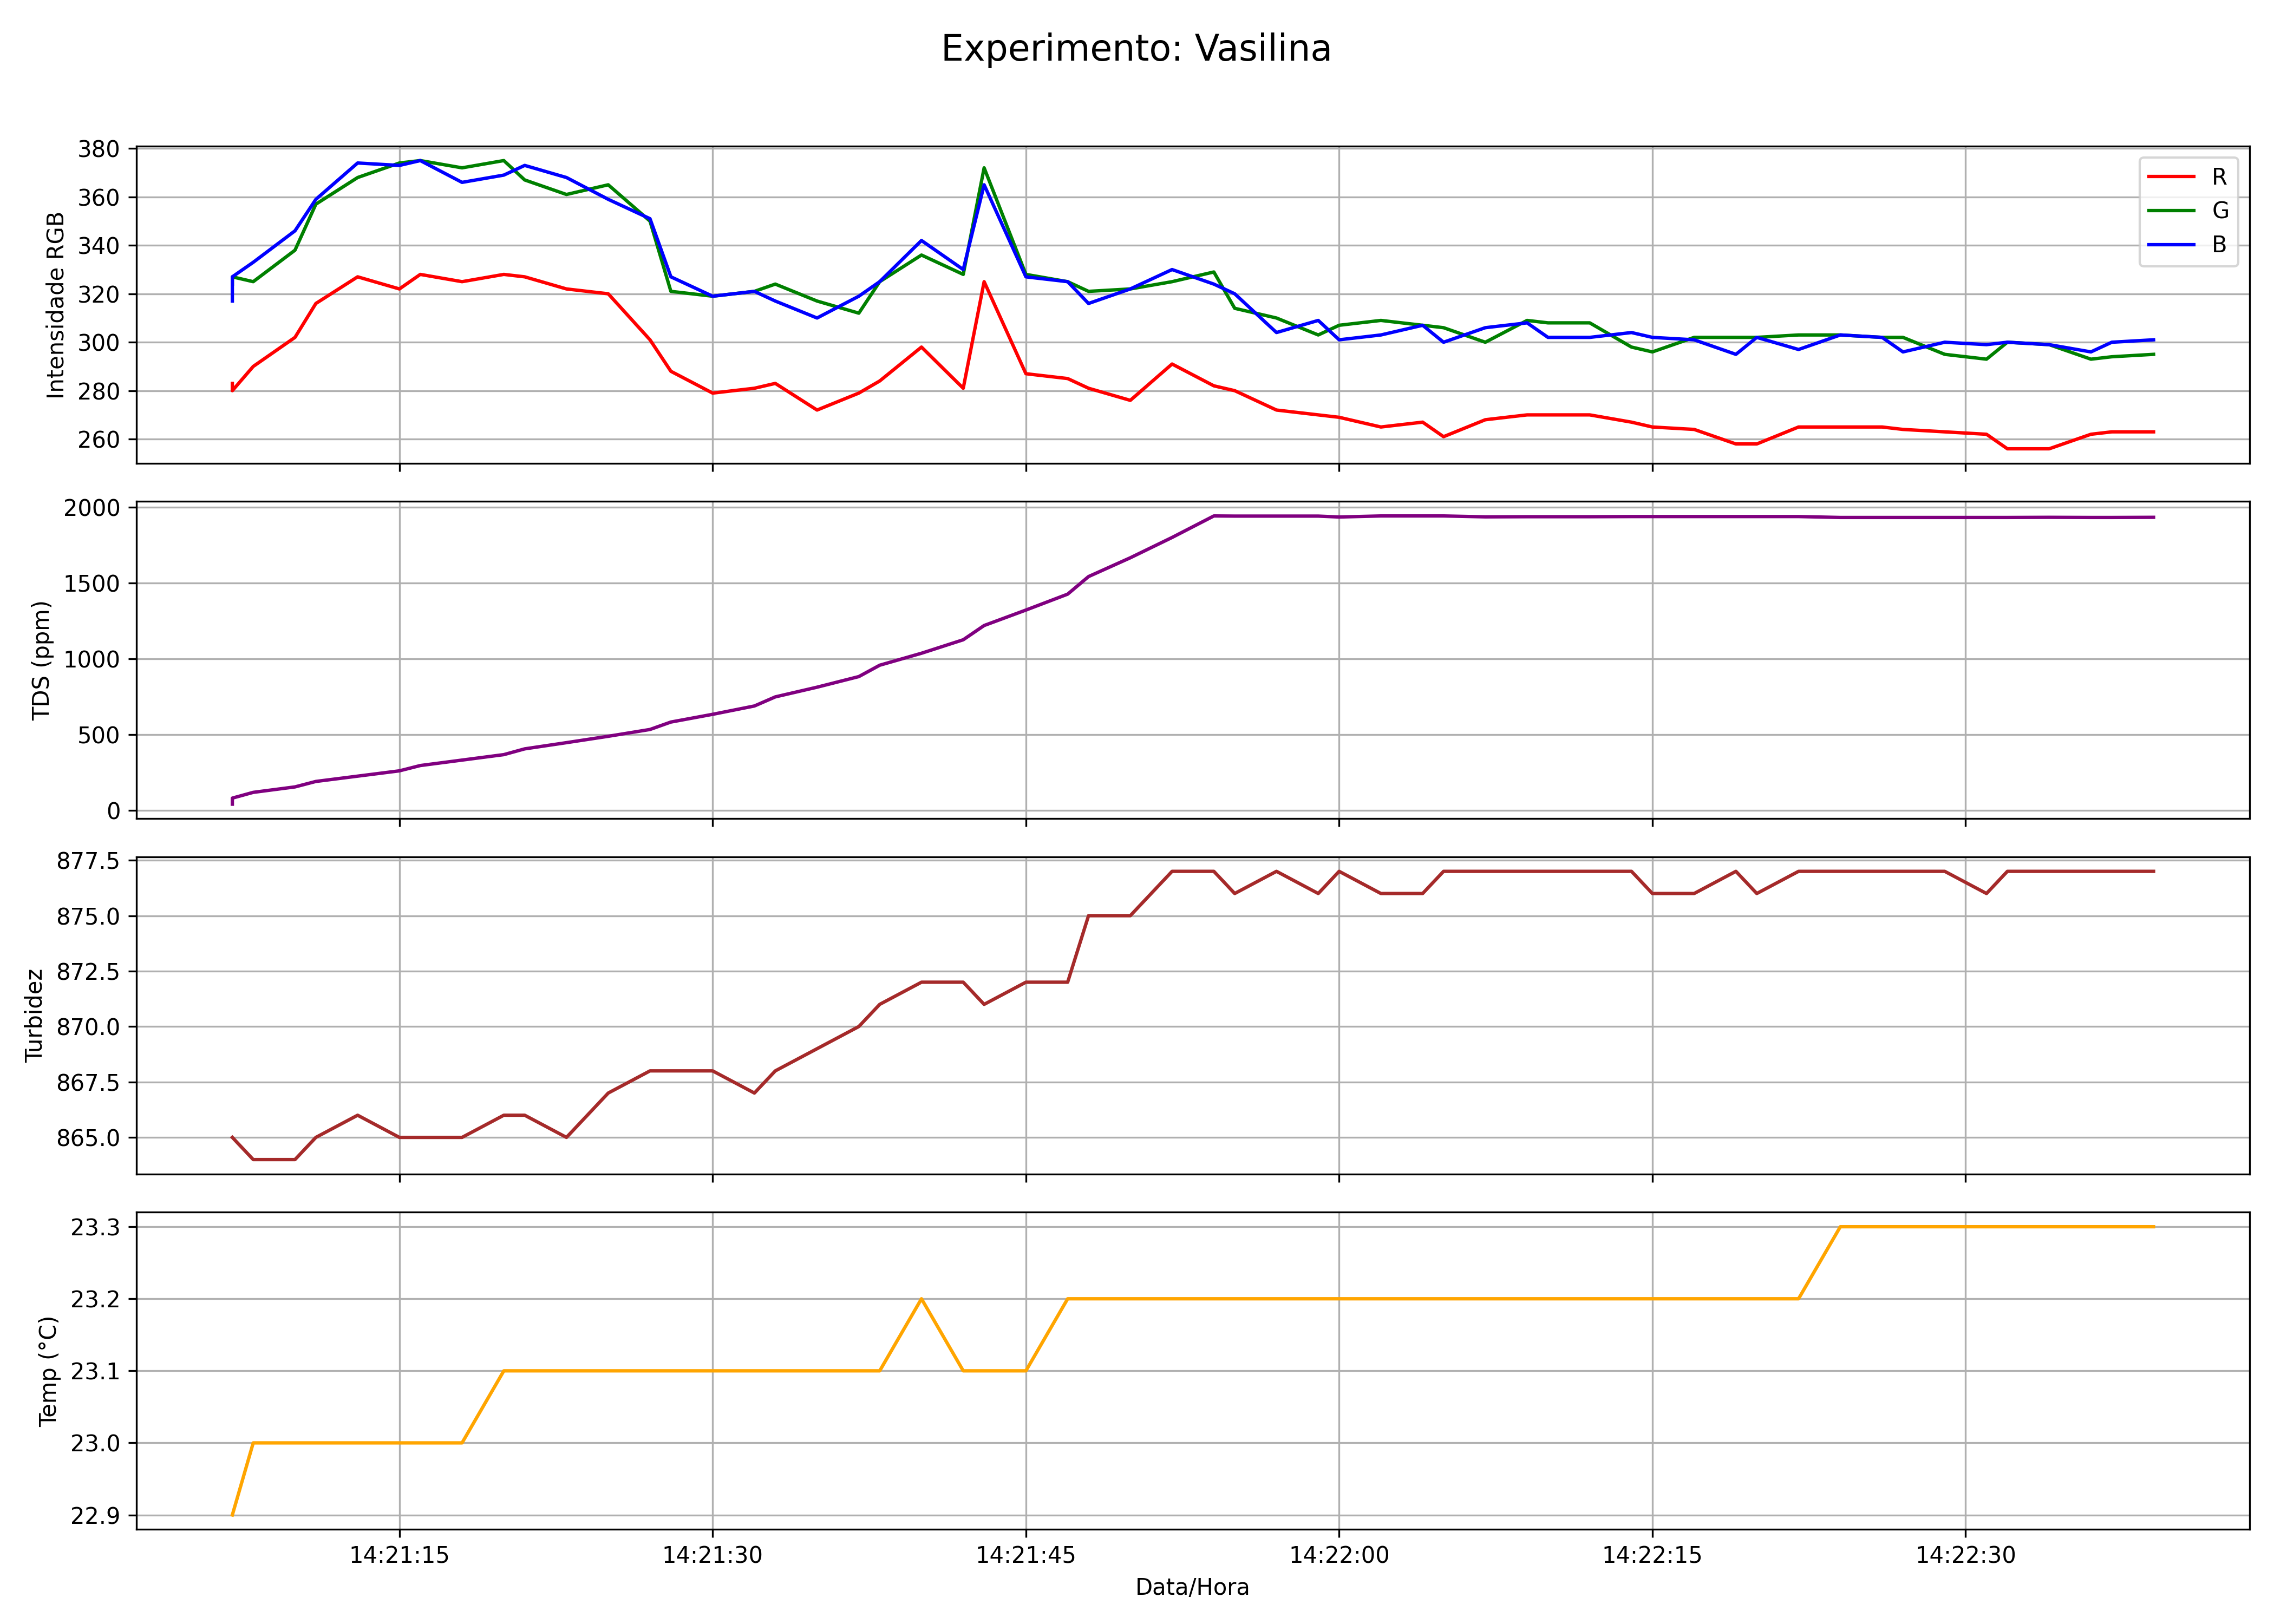 Experimento: Vasilina
380
360
340
320
300
280
260
Intensidade RGB
R
G
B
2000
1500
1000
500
0
TDS (ppm)
877.5
875.0
872.5
870.0
867.5
865.0
Turbidez
23.3
23.2
23.1
23.0
22.9
Temp (°C)
14:21:15 14:21:30 14:21:45 14:22:00 14:22:15 14:22:30
Data/Hora